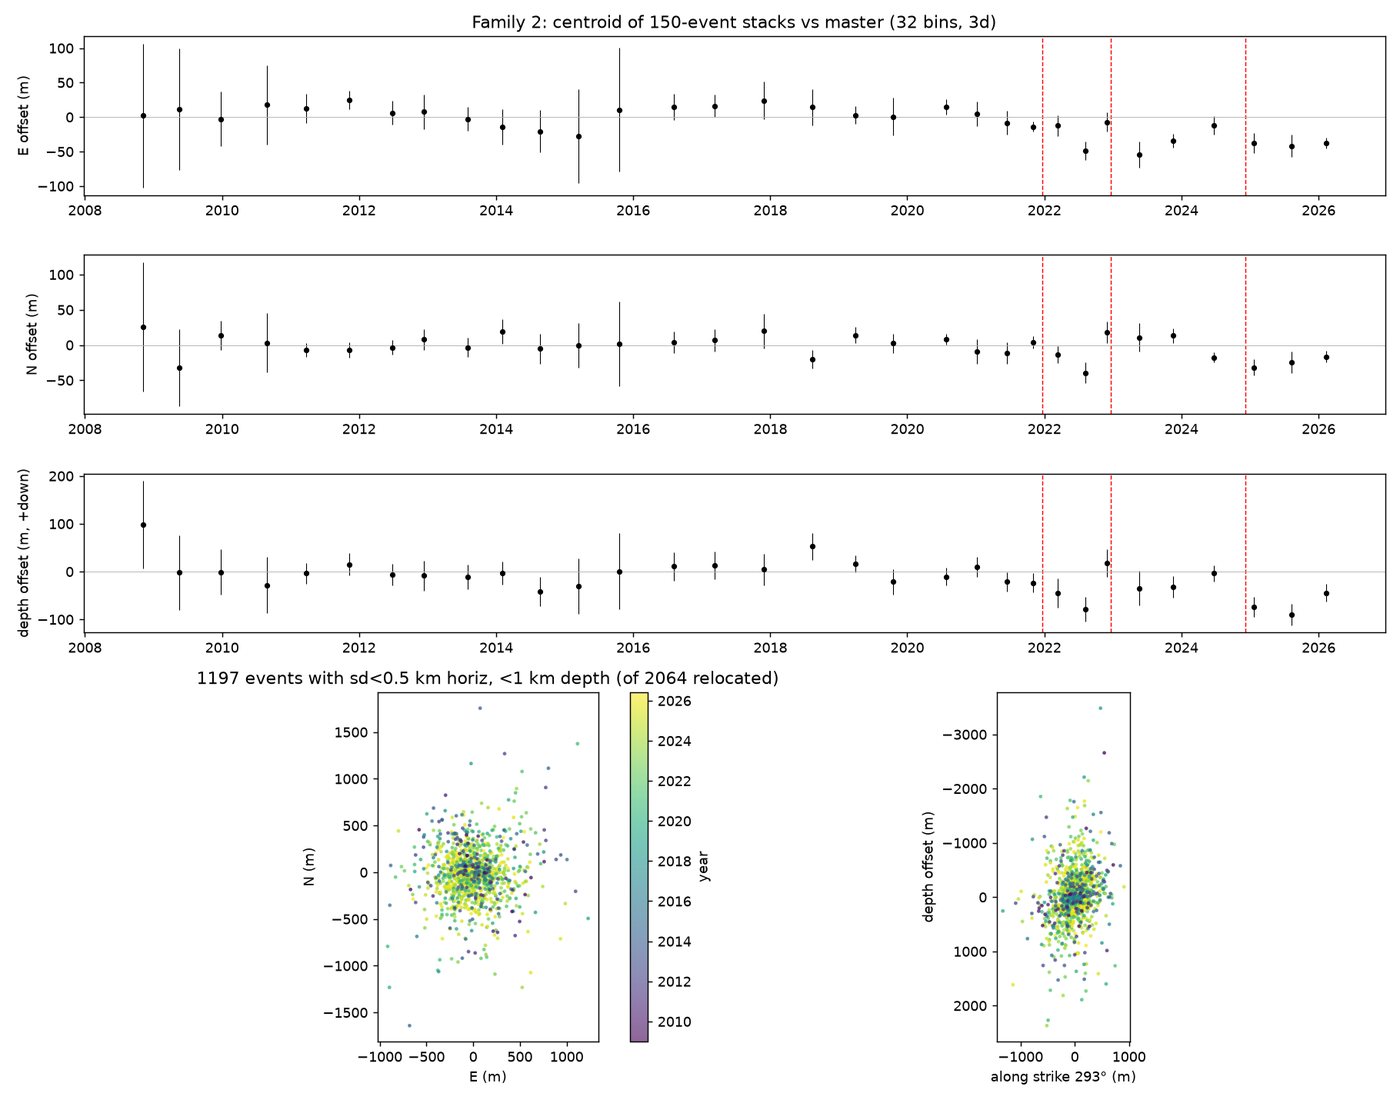 Family 2: centroid of 150-event stacks vs master (32 bins, 3d)
E offset (m)
100
50
0
−50
−100
2008 2010 2012 2014 2016 2018 2020 2022 2024 2026
N offset (m)
100
50
0
−50
2008 2010 2012 2014 2016 2018 2020 2022 2024 2026
depth offset (m, +down)
200
100
0
−100
2008 2010 2012 2014 2016 2018 2020 2022 2024 2026
1197 events with sd<0.5 km horiz, <1 km depth (of 2064 relocated)
N (m)
1500
1000
500
0
−500
−1000
−1500
−1000 −500 0 500 1000
E (m)
2026
2024
2022
2020
2018
2016
2014
2012
2010
year
depth offset (m)
−3000
−2000
−1000
0
1000
2000
−1000 0 1000
along strike 293° (m)